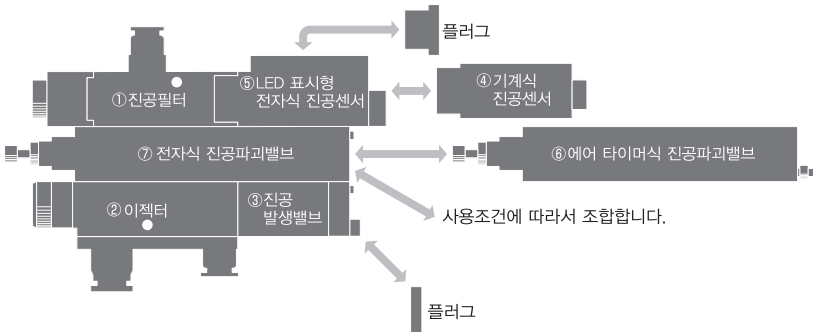 플러그
⑤LED 표시형
전자식 진공센서
④기계식
진공센서
①진공필터
⑦ 전자식 진공파괴밸브
⑥에어 타이머식 진공파괴밸브
②이젝터
③진공
발생밸브
사용조건에 따라서 조합합니다.
플러그